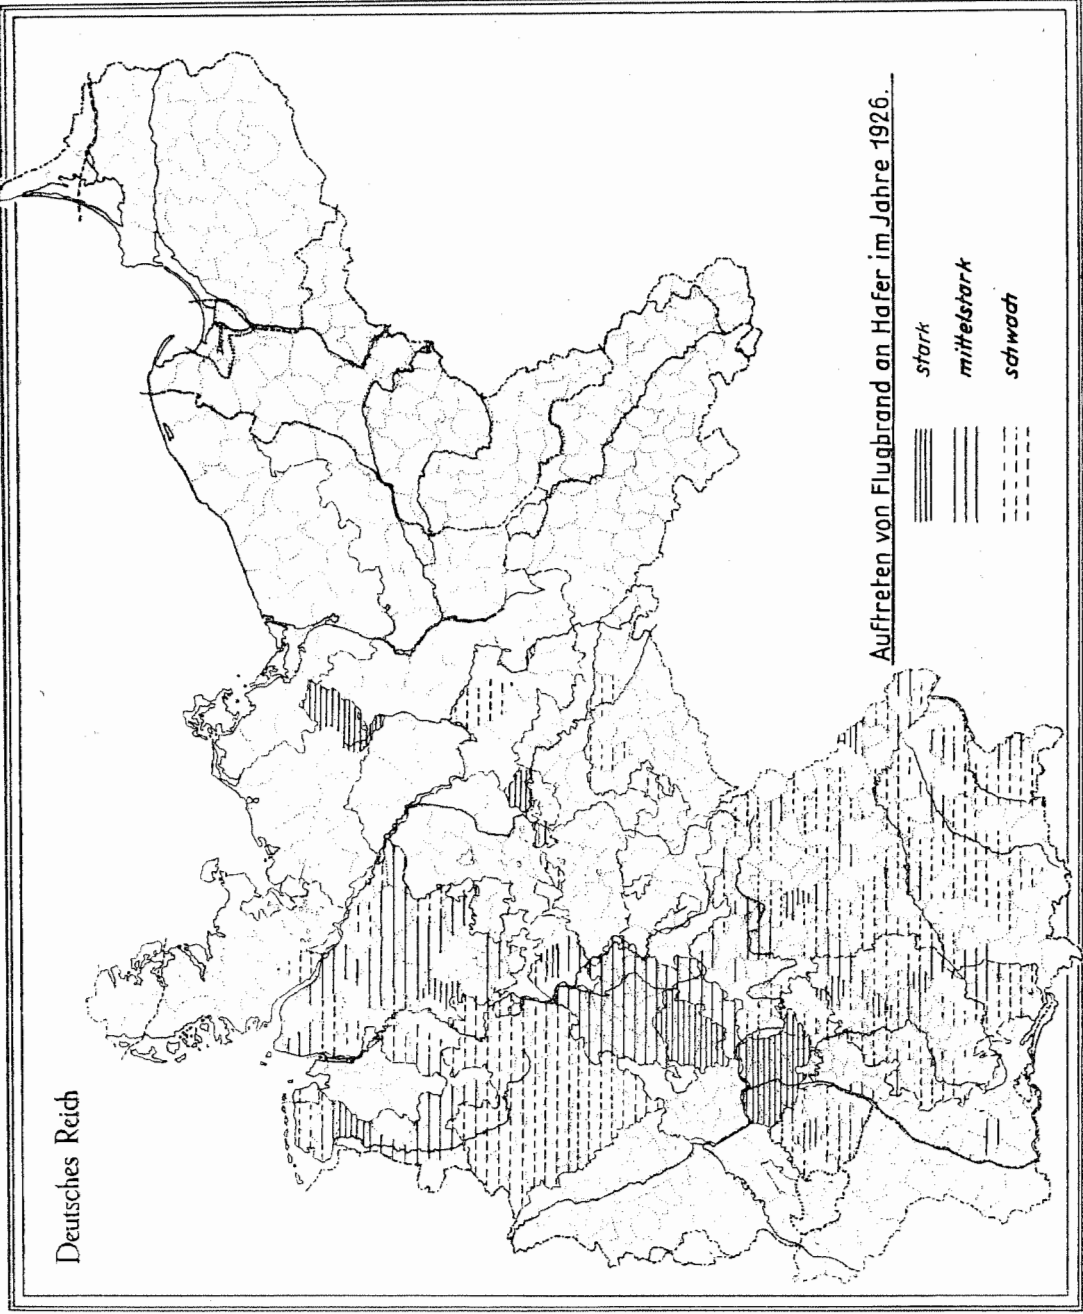 Deutsches Reich
Auftreten von Flugbrand an Hafer im Jahre 1926.
stark
mittelstark
schwach